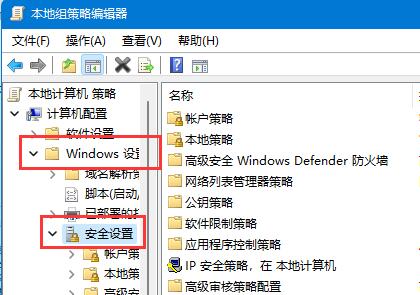 本地组策略编辑器
文件(F) 操作(A) 查看(V) 帮助(H)
本地计算机 策略
计算机配置
软件设置
Windows 设
域名解析策
脚本(启动/
已部署的
安全设置
帐户策
本地策
高级安
名称
帐户策略
本地策略
高级安全 Windows Defender 防火墙
网络列表管理器策略
公钥策略
软件限制策略
应用程序控制策略
IP 安全策略，在 本地计算机
高级审核策略配置